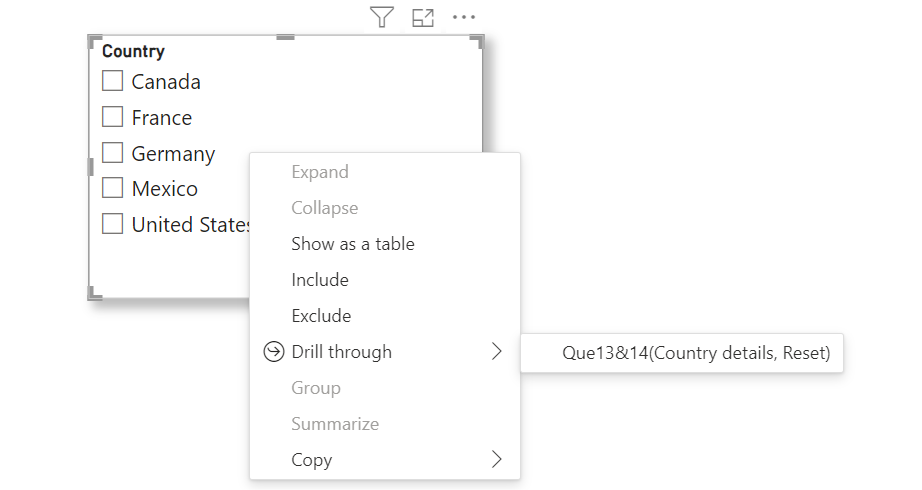 Country
Canada
France
Germany
Mexico
United States
Expand
Collapse
Show as a table
Include
Exclude
Drill through
Que13&14(Country details, Reset)
Group
Summarize
Copy